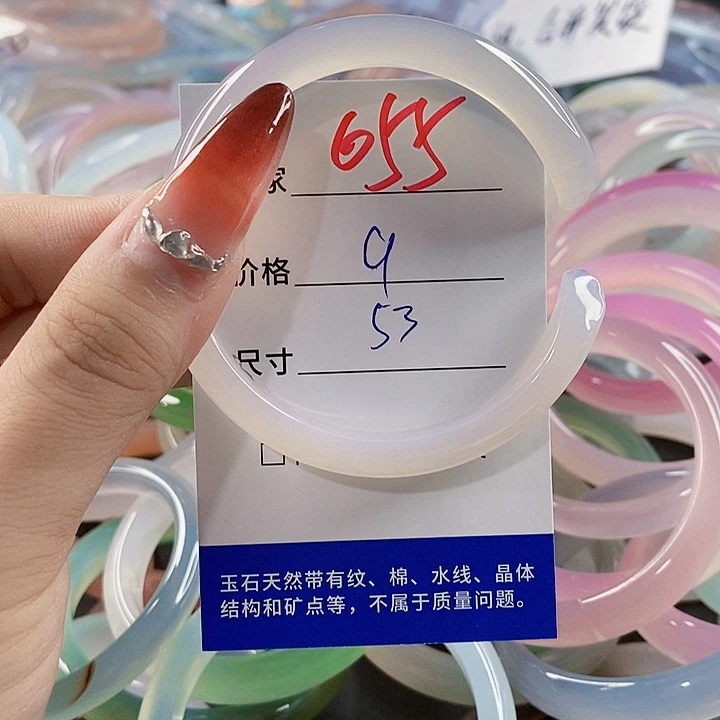 家 655
价格 9
尺寸 53
玉石天然带有纹、棉、水线、晶体
结构和矿点等，不属于质量问题。